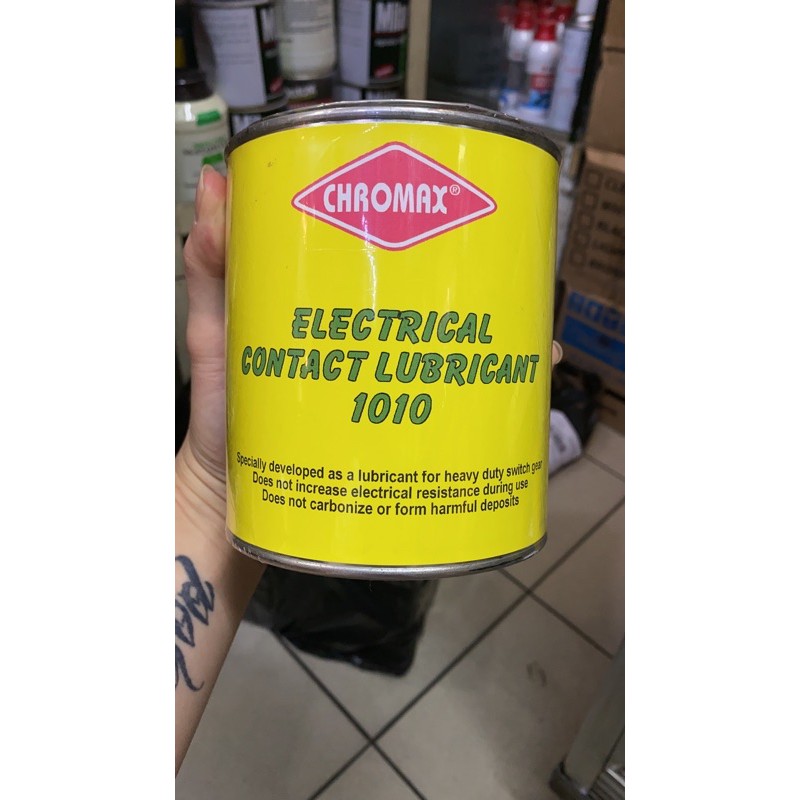 CHROMAX®
ELECTRICAL
CONTACT LUBRICANT
1010
Specially developed as a lubricant for heavy duty switch gear
Does not increase electrical resistance during use
Does not carbonize or form harmful deposits